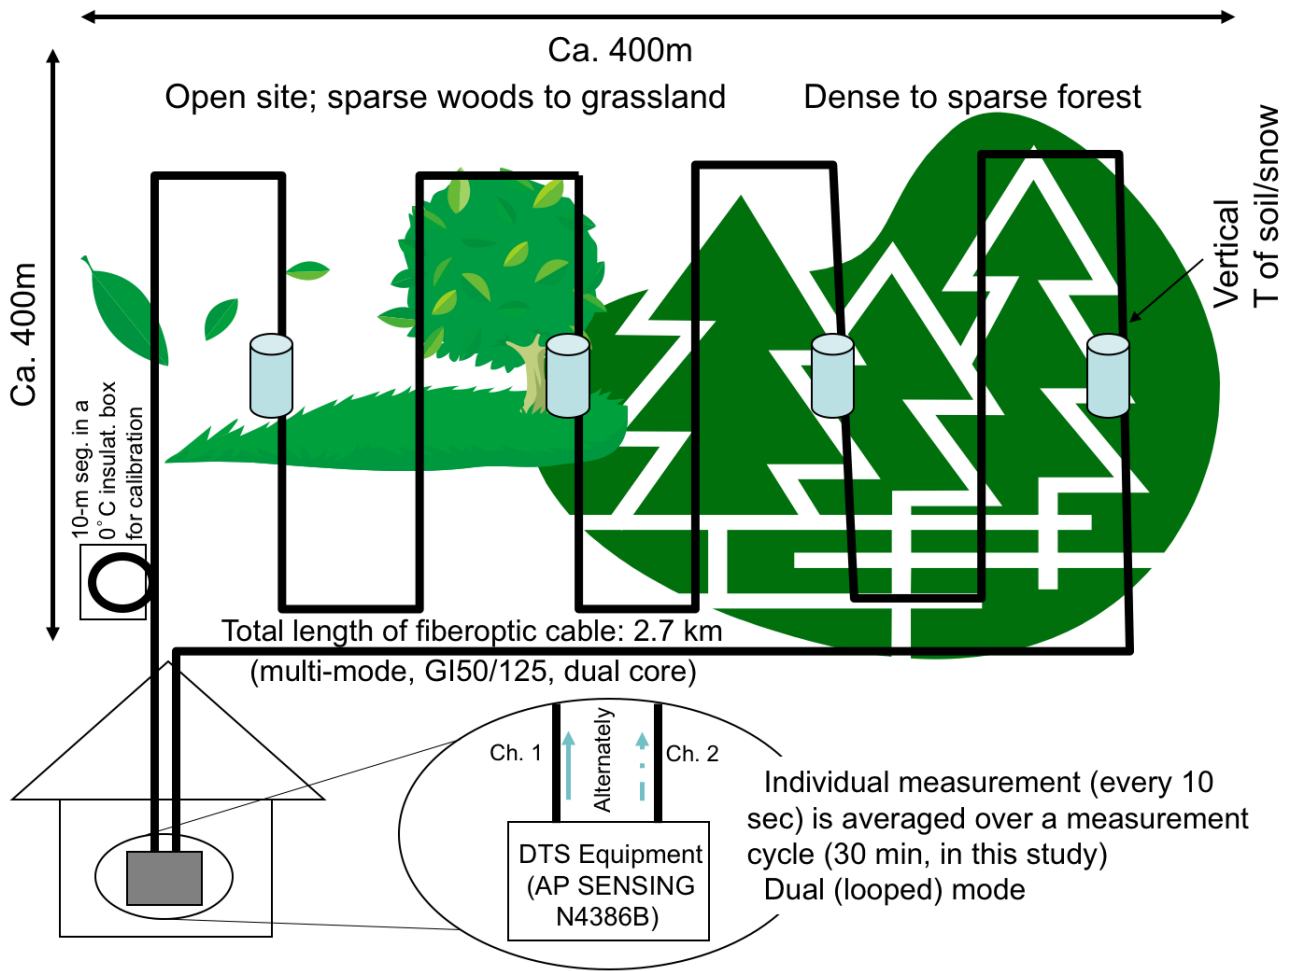 Ca. 400m
Open site; sparse woods to grassland
Dense to sparse forest
Ca. 400m
Vertical
T of soil/snow
10-m seg. in a
0°C insulat. box
for calibration
Total length of fiberoptic cable: 2.7 km
(multi-mode, GI50/125, dual core)
Ch. 1
Alternately
Ch. 2
DTS Equipment
(AP SENSING
N4386B)
Individual measurement (every 10
sec) is averaged over a measurement
cycle (30 min, in this study)
Dual (looped) mode